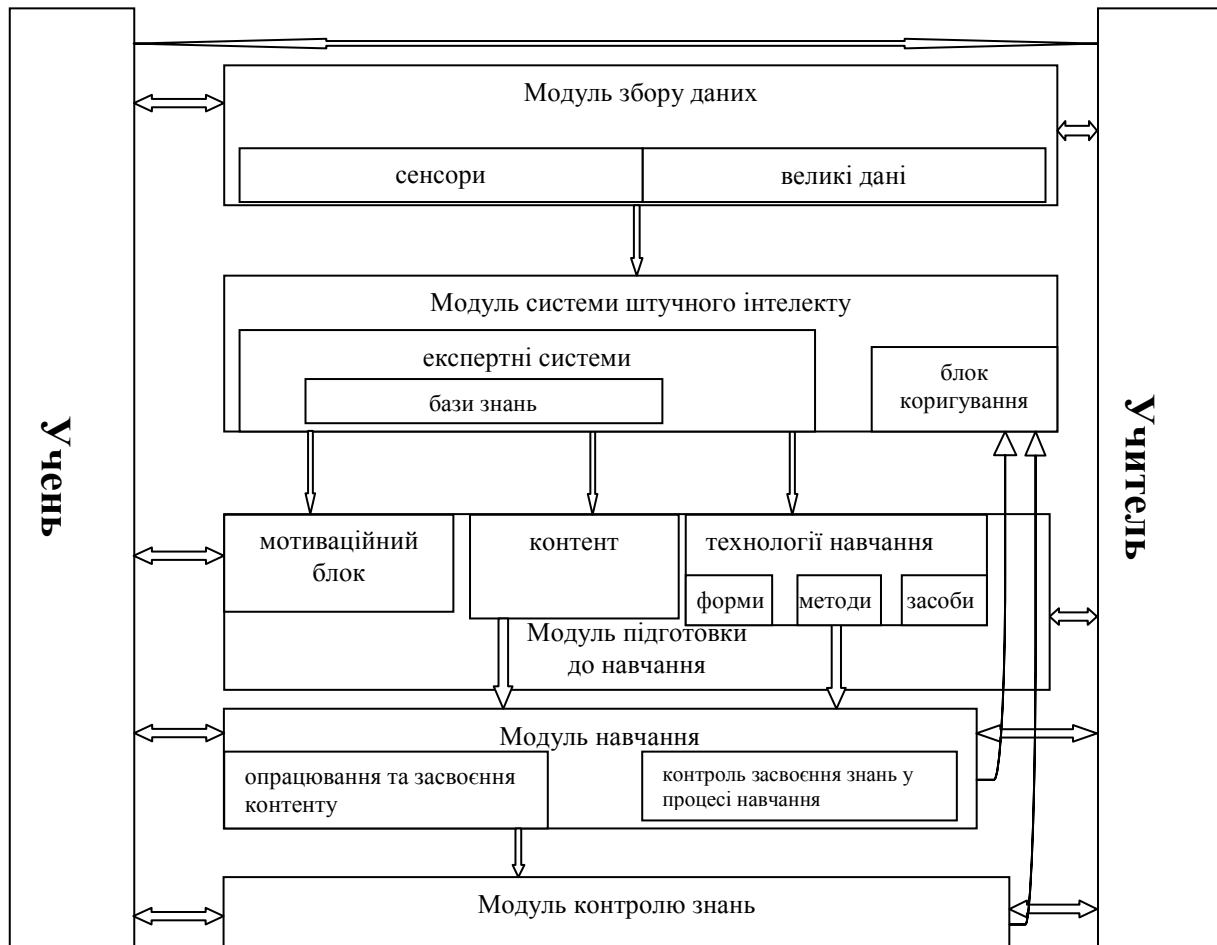 Модуль збору даних
сенсори
великі дані
Модуль системи штучного інтелекту
експертні системи
бази знань
блок
коригування
Учень
Учитель
мотиваційний
блок
контент
технології навчання
форми
методи
засоби
Модуль підготовки
до навчання
Модуль навчання
опрацювання та засвоєння
контенту
контроль засвоєння знань у
процесі навчання
Модуль контролю знань